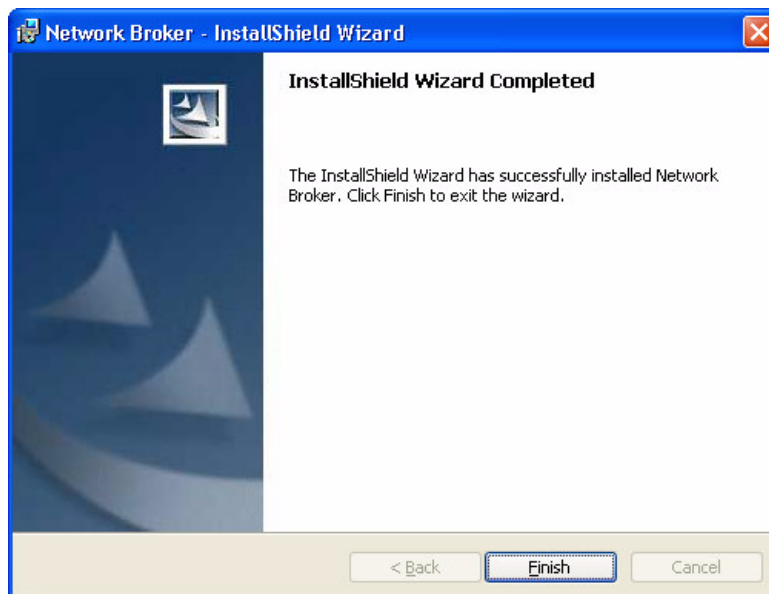 Network Broker - InstallShield Wizard
InstallShield Wizard Completed
The InstallShield Wizard has successfully installed Network
Broker. Click Finish to exit the wizard.
< Back
Finish
Cancel